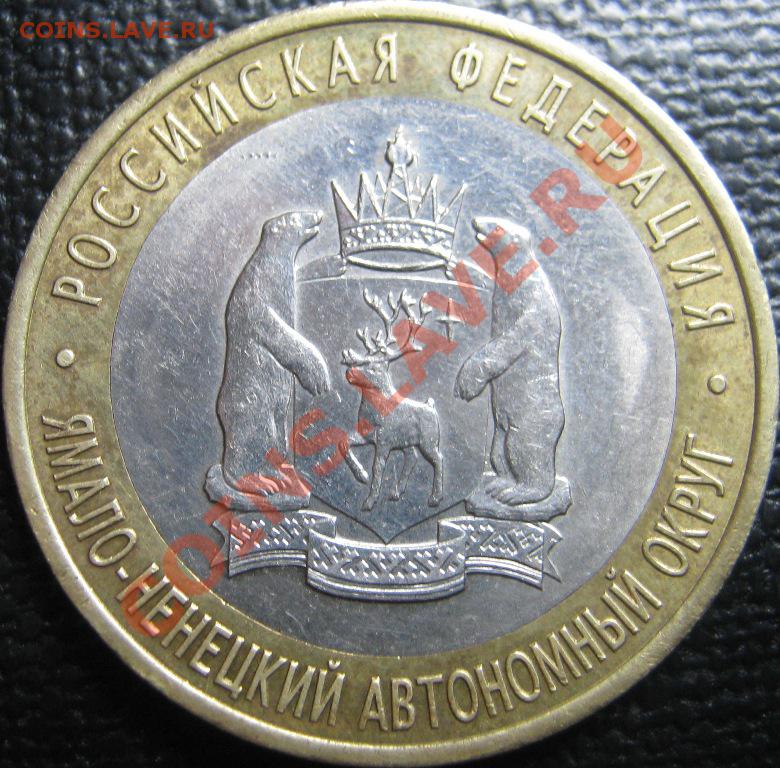 COINS.LAVE.RU
РОССИЙСКАЯ ФЕДЕРАЦИЯ
ЯМАЛО-НЕНЕЦКИЙ АВТОНОМНЫЙ ОКРУГ
COINS.LAVE.RU